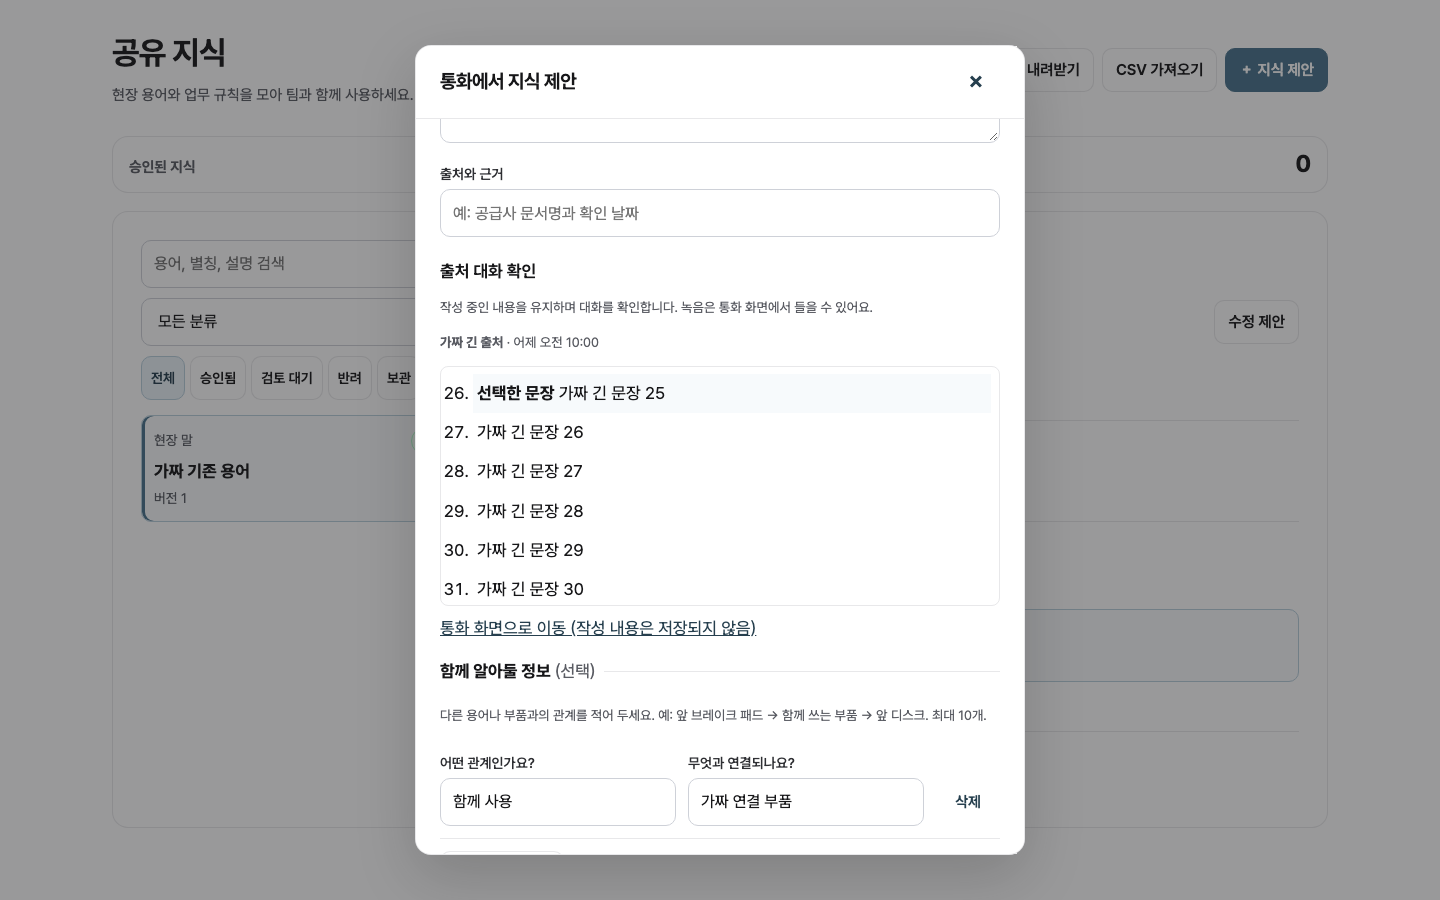 공유 지식
현장 용어와 업무 규칙을 모아 팀과 함께 사용하세요.
내려받기
CSV 가져오기
+ 지식 제안
승인된 지식
0
용어, 별칭, 설명 검색
모든 분류
전체
승인됨
검토 대기
반려
보관
수정 제안
현장 말
가짜 기존 용어
버전 1
통화에서 지식 제안
×
출처와 근거
예: 공급사 문서명과 확인 날짜
출처 대화 확인
작성 중인 내용을 유지하며 대화를 확인합니다. 녹음은 통화 화면에서 들을 수 있어요.
가짜 긴 출처 · 어제 오전 10:00
26. 선택한 문장 가짜 긴 문장 25
27. 가짜 긴 문장 26
28. 가짜 긴 문장 27
29. 가짜 긴 문장 28
30. 가짜 긴 문장 29
31. 가짜 긴 문장 30
통화 화면으로 이동 (작성 내용은 저장되지 않음)
함께 알아둘 정보 (선택)
다른 용어나 부품과의 관계를 적어 두세요. 예: 앞 브레이크 패드 → 함께 쓰는 부품 → 앞 디스크. 최대 10개.
어떤 관계인가요?
무엇과 연결되나요?
함께 사용
가짜 연결 부품
삭제